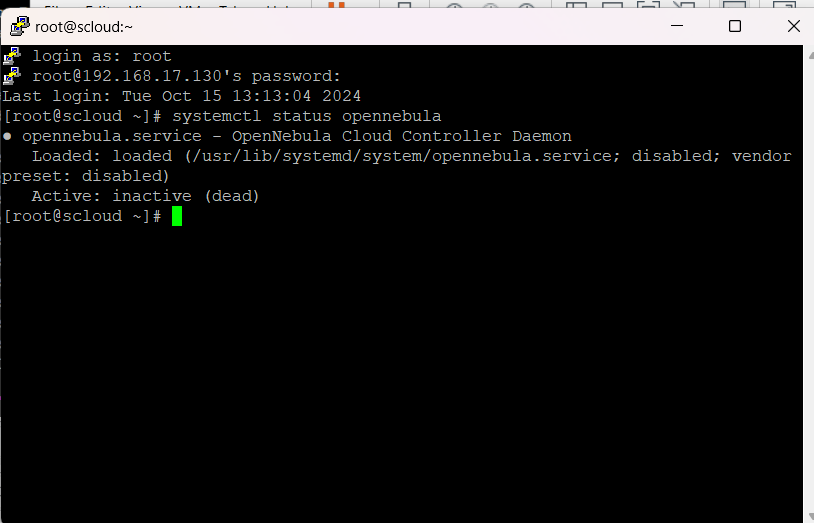 root@scloud:~
login as: root
root@192.168.17.130's password:
Last login: Tue Oct 15 13:13:04 2024
[root@scloud ~]# systemctl status opennebula
● opennebula.service - OpenNebula Cloud Controller Daemon
Loaded: loaded (/usr/lib/systemd/system/opennebula.service; disabled; vendor
preset: disabled)
Active: inactive (dead)
[root@scloud ~]#